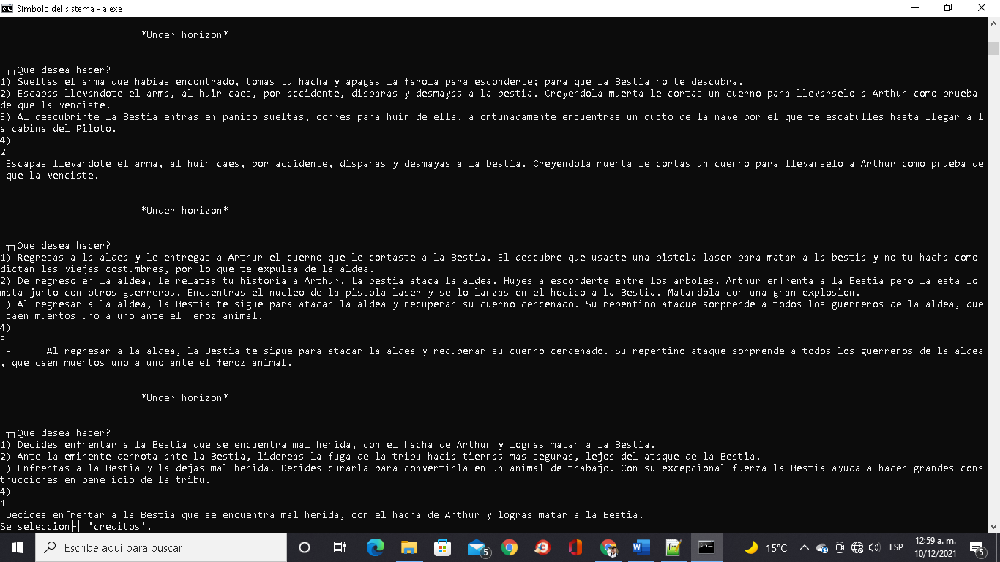 Símbolo del sistema - a.exe
*Under horizon*
┬┐Que desea hacer?
1) Sueltas el arma que habias encontrado, tomas tu hacha y apagas la farola para esconderte; para que la Bestia no te descubra.
2) Escapas llevandote el arma, al huir caes, por accidente, disparas y desmayas a la bestia. Creyendola muerta le cortas un cuerno para llevarselo a Arthur como prueba
de que la venciste.
3) Al descubrirte la Bestia entras en panico sueltas, corres para huir de ella, afortunadamente encuentras un ducto de la nave por el que te escabulles hasta llegar a l
a cabina del Piloto.
4)
2
Escapas llevandote el arma, al huir caes, por accidente, disparas y desmayas a la bestia. Creyendola muerta le cortas un cuerno para llevarselo a Arthur como prueba de
que la venciste.
*Under horizon*
┬┐Que desea hacer?
1) Regresas a la aldea y le entregas a Arthur el cuerno que le cortaste a la Bestia. El descubre que usaste una pistola laser para matar a la bestia y no tu hacha como
dictan las viejas costumbres, por lo que te expulsa de la aldea.
2) De regreso en la aldea, le relatas tu historia a Arthur. La bestia ataca la aldea. Huyes a esconderte entre los arboles. Arthur enfrenta a la Bestia pero la esta lo
mata junto con otros guerreros. Encuentras el nucleo de la pistola laser y se lo lanzas en el hocico a la Bestia. Matandola con una gran explosion.
3) Al regresar a la aldea, la Bestia te sigue para atacar la aldea y recuperar su cuerno cercenado. Su repentino ataque sorprende a todos los guerreros de la aldea, que
caen muertos uno a uno ante el feroz animal.
4)
3
- Al regresar a la aldea, la Bestia te sigue para atacar la aldea y recuperar su cuerno cercenado. Su repentino ataque sorprende a todos los guerreros de la aldea
, que caen muertos uno a uno ante el feroz animal.
*Under horizon*
┬┐Que desea hacer?
1) Decides enfrentar a la Bestia que se encuentra mal herida, con el hacha de Arthur y logras matar a la Bestia.
2) Ante la eminente derrota ante la Bestia, lidereas la fuga de la tribu hacia tierras mas seguras, lejos del ataque de la Bestia.
3) Enfrentas a la Bestia y la dejas mal herida. Decides curarla para convertirla en un animal de trabajo. Con su excepcional fuerza la Bestia ayuda a hacer grandes cons
trucciones en beneficio de la tribu.
4)
1
Decides enfrentar a la Bestia que se encuentra mal herida, con el hacha de Arthur y logras matar a la Bestia.
Se seleccion├│ 'creditos'.
Escribe aquí para buscar
5
15°C
ESP
12:59 a. m.
10/12/2021
5